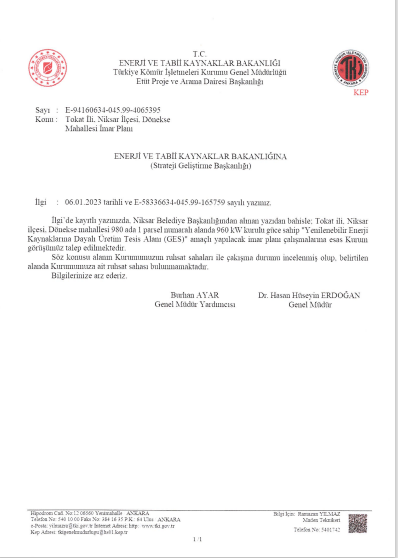 T.C.
ENERJİ VE TABİİ KAYNAKLAR BAKANLIĞI
Türkiye Kömür İşletmeleri Kurumu Genel Müdürlüğü
Etüt Proje ve Arama Dairesi Başkanlığı
KEP
Sayı : E-94160634-045.99-4065395
Konu : Tokat İli, Niksar İlçesi, Dönekse
Mahallesi İmar Planı
ENERJİ VE TABİİ KAYNAKLAR BAKANLIĞINA
(Strateji Geliştirme Başkanlığı)
İlgi : 06.01.2023 tarihli ve E-58336634-045.99-165759 sayılı yazınız.
İlgi'de kayıtlı yazınızda, Niksar Belediye Başkanlığından alınan yazıdan bahisle; Tokat ili, Niksar
ilçesi, Dönekse mahallesi 980 ada 1 parsel numaralı alanda 960 kW kurulu güce sahip "Yenilenebilir Enerji
Kaynaklarına Dayalı Üretim Tesis Alanı (GES)" amaçlı yapılacak imar planı çalışmalarına esas Kurum
görüşümüz talep edilmektedir.
Söz konusu alanın Kurumumuzun ruhsat sahaları ile çakışma durumu incelenmiş olup, belirtilen
alanda Kurumumuza ait ruhsat sahası bulunmamaktadır.
Bilgilerinize arz ederiz.
Burhan AYAR
Genel Müdür Yardımcısı
Dr. Hasan Hüseyin ERDOĞAN
Genel Müdür
Hipodrom Cad. No:12 06560 Yenimahalle ANKARA
Telefon No: 540 10 00 Faks No: 384 16 35 P.K.: Ulus ANKARA
e-Posta: İnternet Adresi: http: www.tki.gov.tr
Kep Adresi: tkigenelmudurlugu@hs01.kep.tr
Bilgi İçin: Ramazan YILMAZ
Maden Teknikeri
Telefon No: 5401742
1 / 1